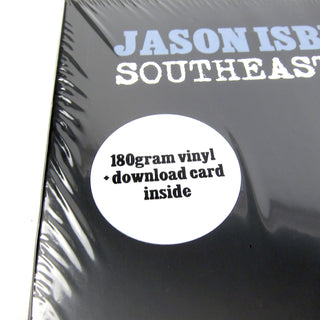 JASON ISB
SOUTHEAST
180gram vinyl
• download card
inside